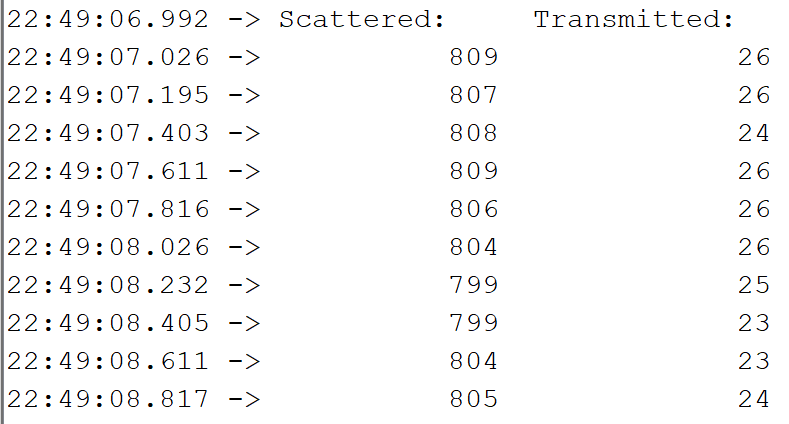 22:49:06.992 -> Scattered:     Transmitted:
22:49:07.026 ->           809              26
22:49:07.195 ->           807              26
22:49:07.403 ->           808              24
22:49:07.611 ->           809              26
22:49:07.816 ->           806              26
22:49:08.026 ->           804              26
22:49:08.232 ->           799              25
22:49:08.405 ->           799              23
22:49:08.611 ->           804              23
22:49:08.817 ->           805              24